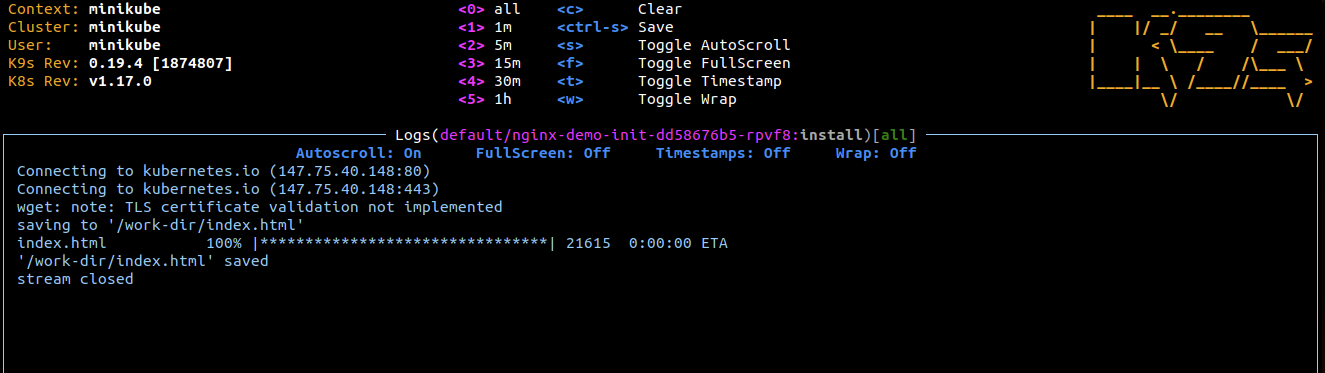 Context: minikube <0> all <c> Clear
Cluster: minikube <1> 1m <ctrl-s> Save
User: minikube <2> 5m <s> Toggle AutoScroll
K9s Rev: 0.19.4 [1874807] <3> 15m <f> Toggle FullScreen
K8s Rev: v1.17.0 <4> 30m <t> Toggle Timestamp
<5> 1h <w> Toggle Wrap
K9s
Logs(default/nginx-demo-init-dd58676b5-rpvf8:install)[all]
Autoscroll: On FullScreen: Off Timestamps: Off Wrap: Off
Connecting to kubernetes.io (147.75.40.148:80)
Connecting to kubernetes.io (147.75.40.148:443)
wget: note: TLS certificate validation not implemented
saving to '/work-dir/index.html'
index.html 100% |********************************| 21615 0:00:00 ETA
'/work-dir/index.html' saved
stream closed